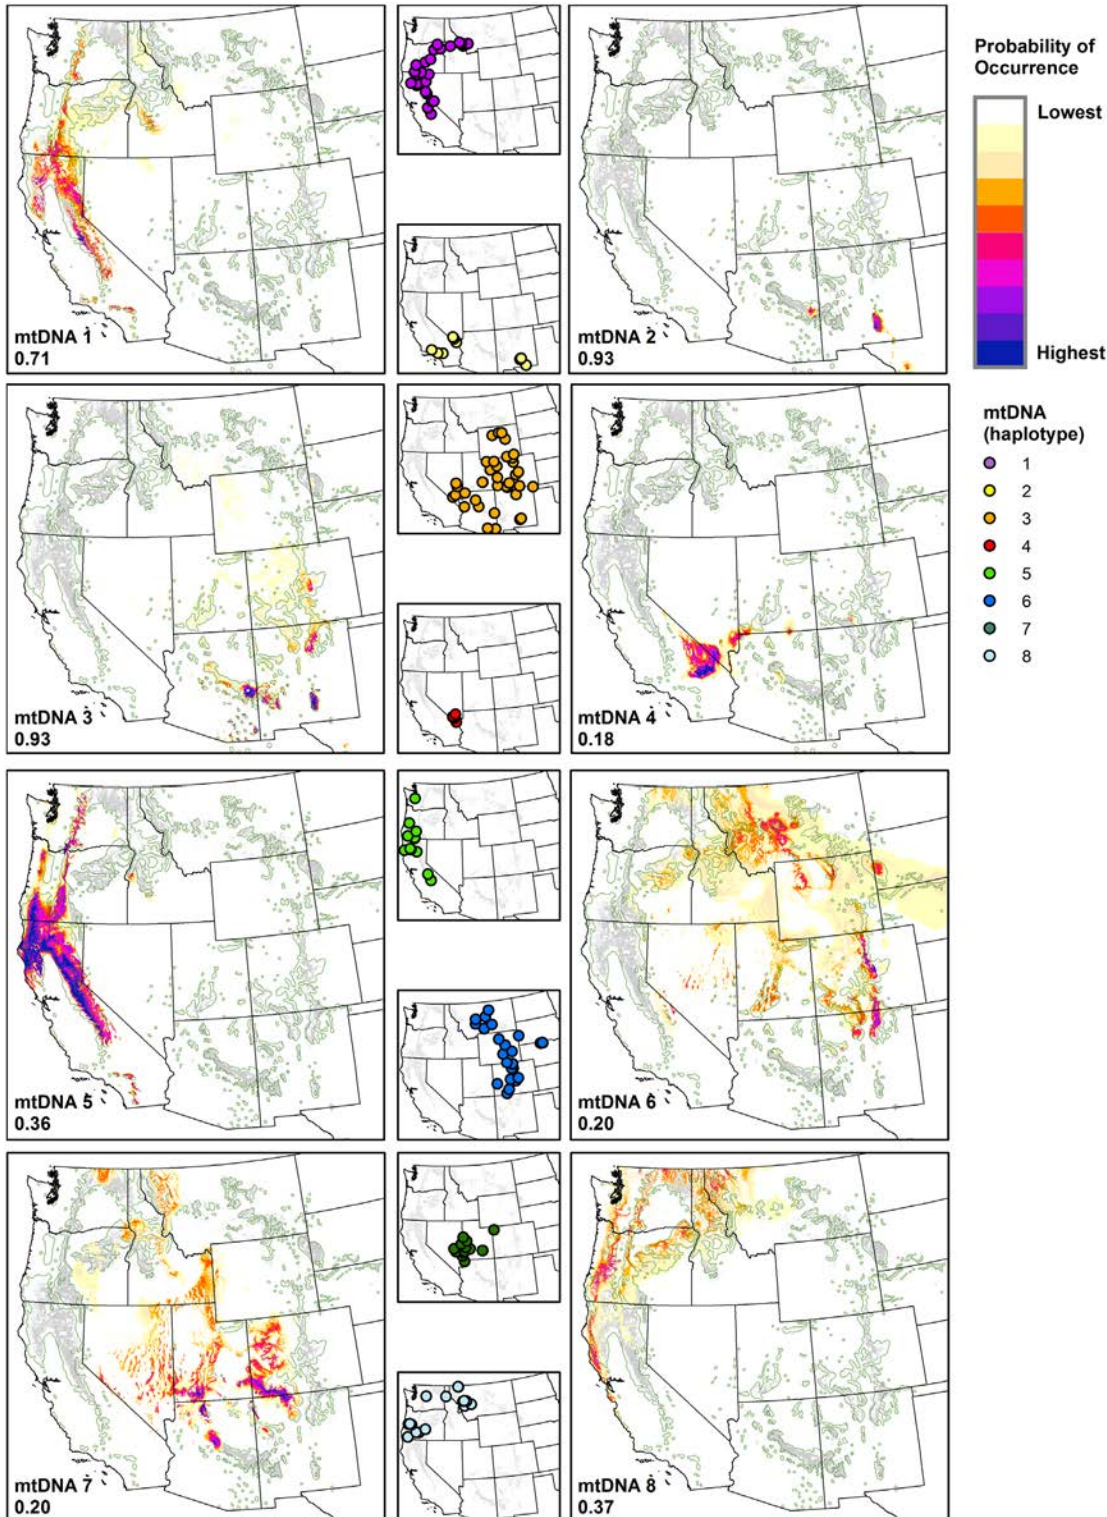 mtDNA 1
0.71
mtDNA 2
0.93
Probability of
Occurrence
Lowest
Highest
mtDNA
(haplotype)
1
2
3
4
5
6
7
8
mtDNA 3
0.93
mtDNA 4
0.18
mtDNA 5
0.36
mtDNA 6
0.20
mtDNA 7
0.20
mtDNA 8
0.37